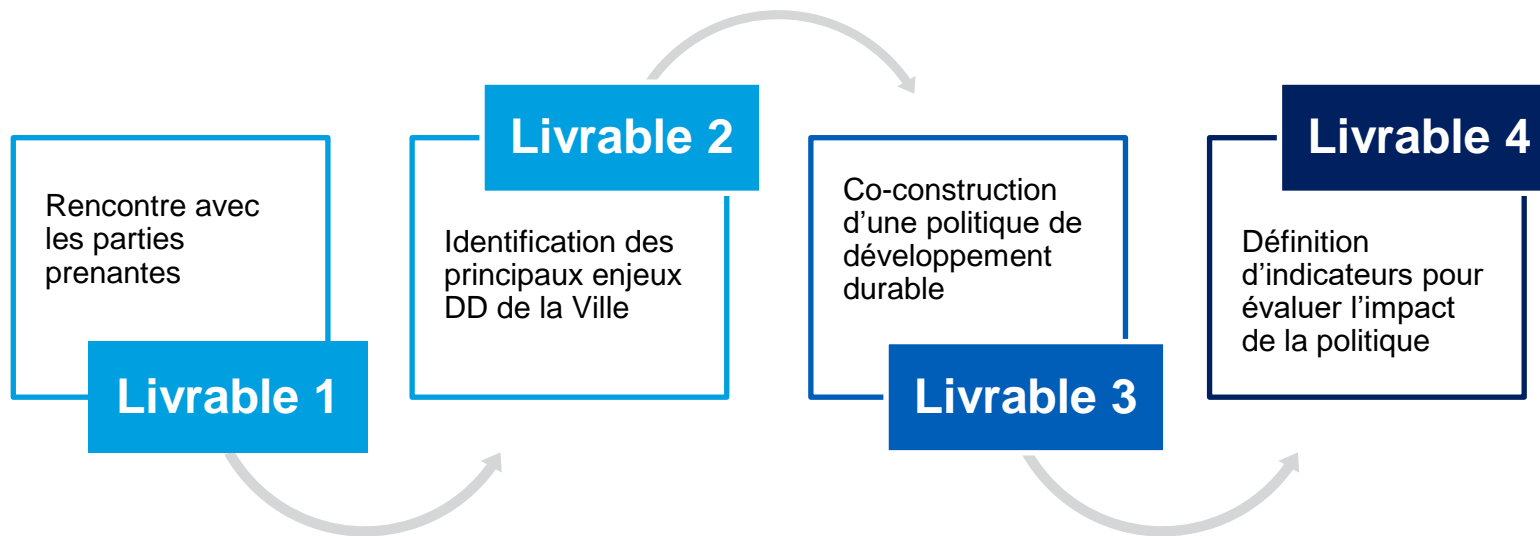 Rencontre avec
les parties
prenantes
Livrable 1
Livrable 2
Identification des
principaux enjeux
DD de la Ville
Co-construction
d’une politique de
développement
durable
Livrable 3
Livrable 4
Définition
d’indicateurs pour
évaluer l’impact
de la politique